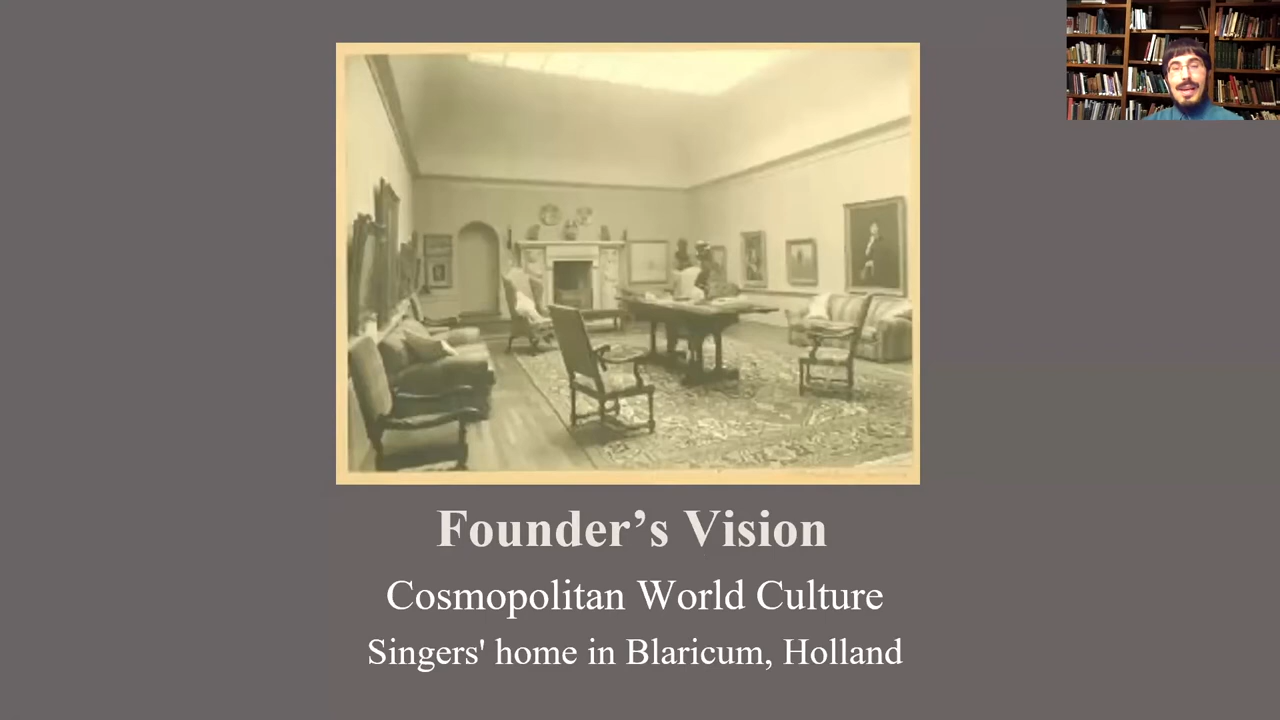 Founder’s Vision
Cosmopolitan World Culture
Singers' home in Blaricum, Holland